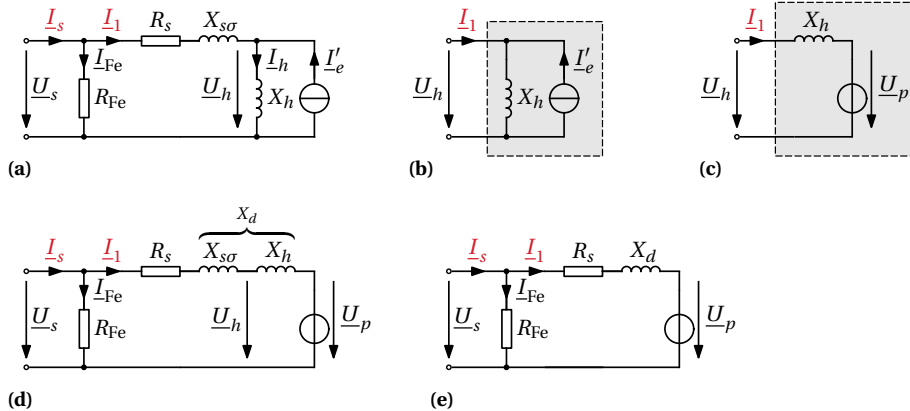 I_s I_1 R_s X_sσ
I_Fe I_h I'_e
U_s R_Fe U_h X_h
(a)
I_1
I'_e
U_h X_h
(b)
I_1 X_h
U_h U_p
(c)
X_d
I_s I_1 R_s X_sσ X_h
I_Fe
U_s R_Fe U_h U_p
(d)
I_s I_1 R_s X_d
I_Fe
U_s R_Fe U_p
(e)